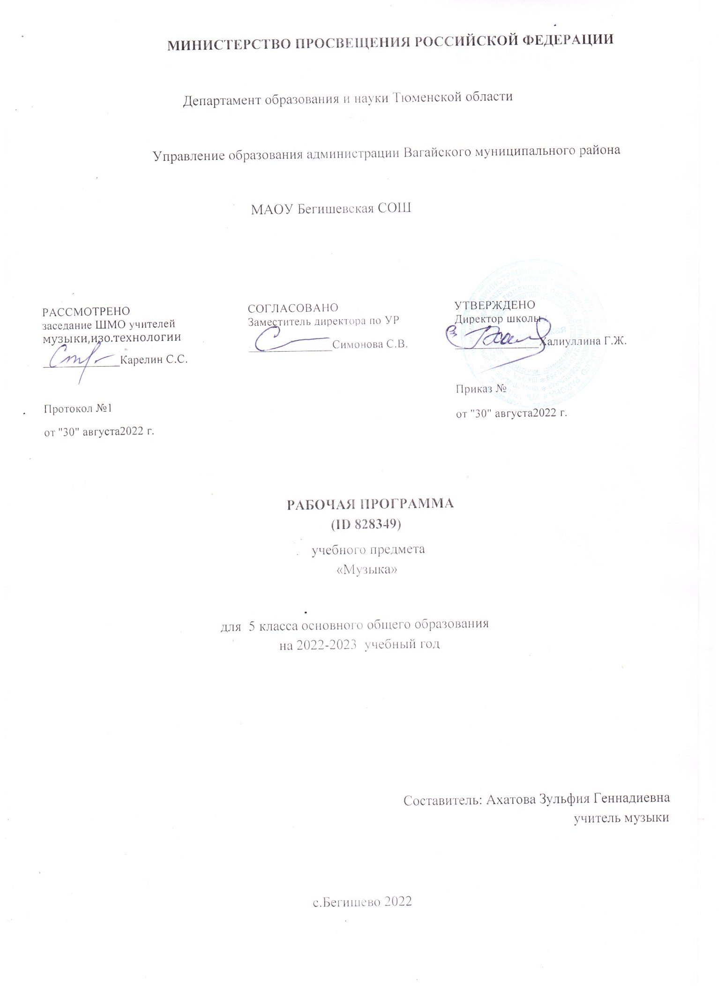 МИНИСТЕРСТВО ПРОСВЕЩЕНИЯ РОССИЙСКОЙ ФЕДЕРАЦИИ
Департамент образования и науки Тюменской области
Управление образования администрации Вагайского муниципального района
МАОУ Бегишевская СОШ
РАССМОТРЕНО
заседание ШМО учителей
музыки,изо.технологии
Карелин С.С.
Протокол №1
от "30" августа2022 г.
СОГЛАСОВАНО
Заместитель директора по УР
Симонова С.В.
УТВЕРЖДЕНО
Директор школы
Халиуллина Г.Ж.
Приказ №
от "30" августа2022 г.
РАБОЧАЯ ПРОГРАММА
(ID 828349)
учебного предмета
«Музыка»
для 5 класса основного общего образования
на 2022-2023 учебный год
Составитель: Ахатова Зульфия Геннадиевна
учитель музыки
с.Бегишево 2022